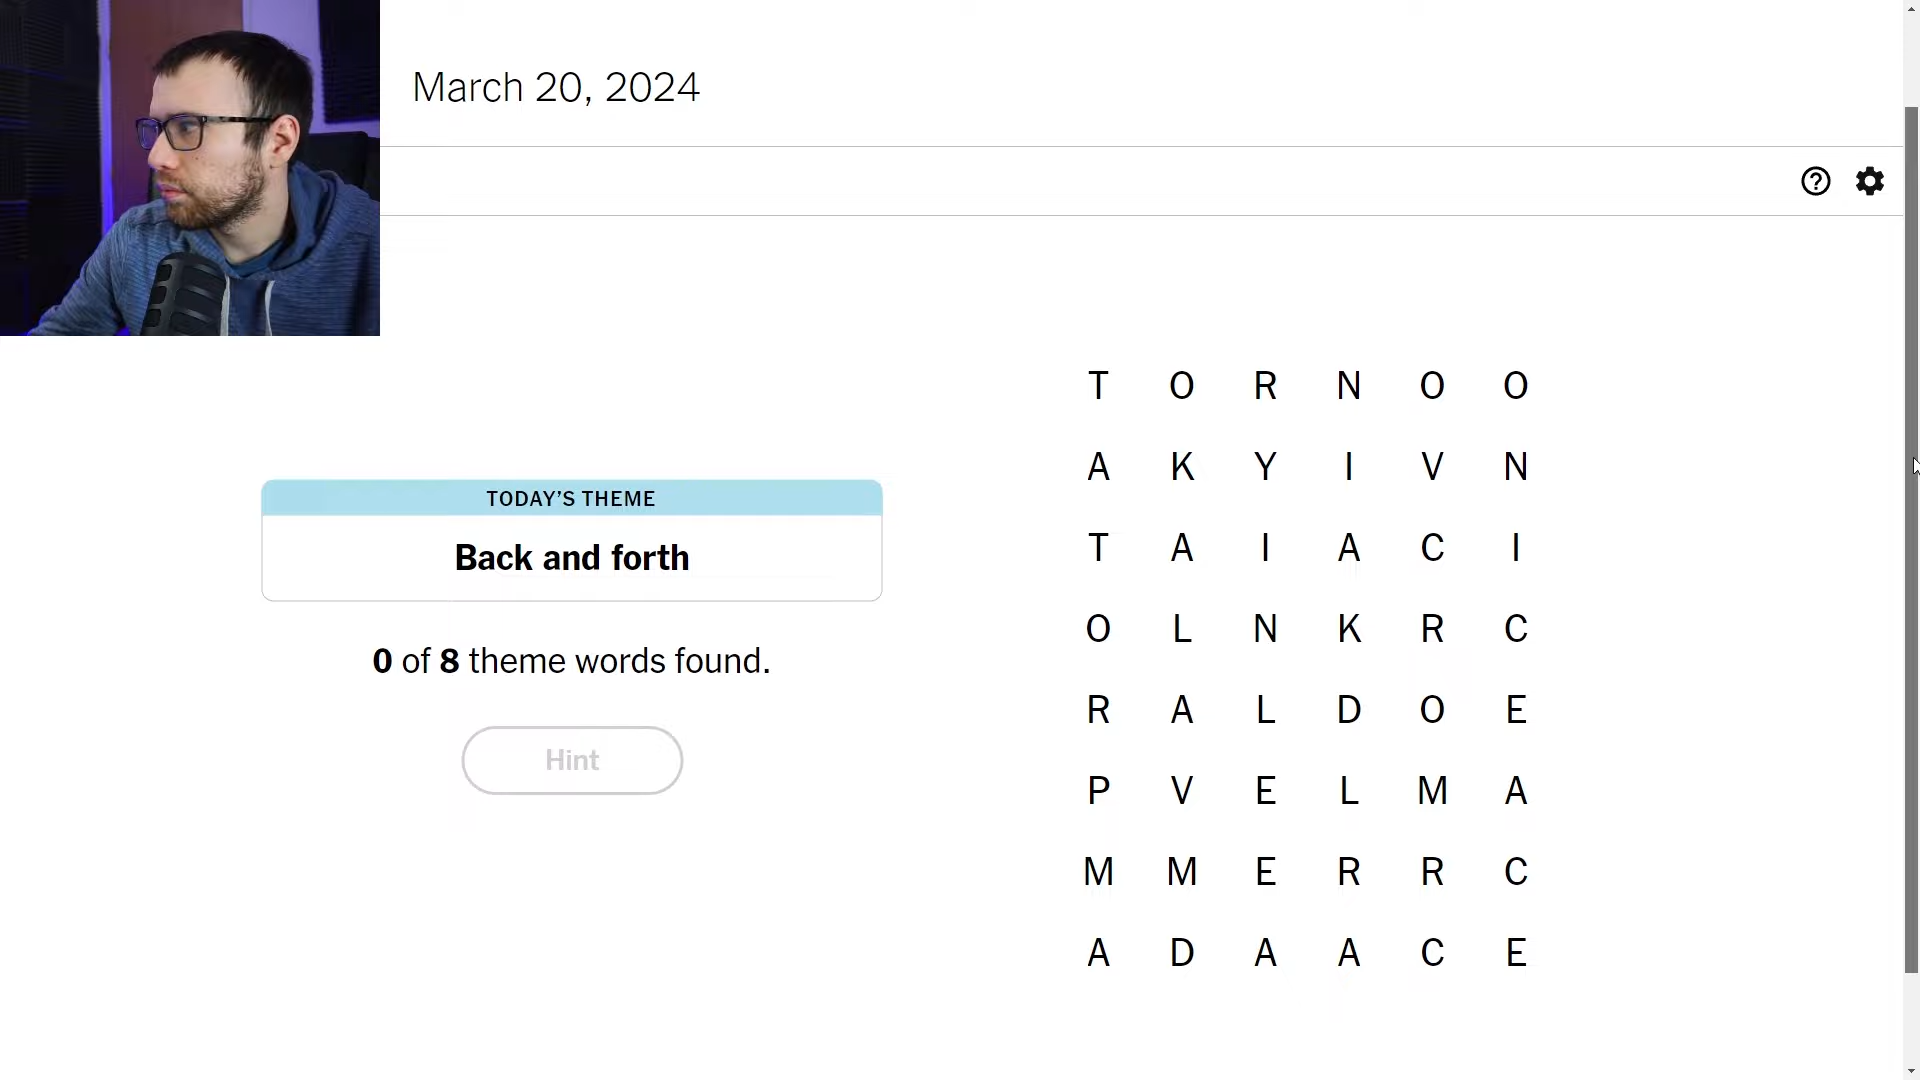 March 20, 2024
TODAY'S THEME
Back and forth
0 of 8 theme words found.
Hint
T O R N O O
A K Y I V N
T A I A C I
O L N K R C
R A L D O E
P V E L M A
M M E R R C
A D A A C E